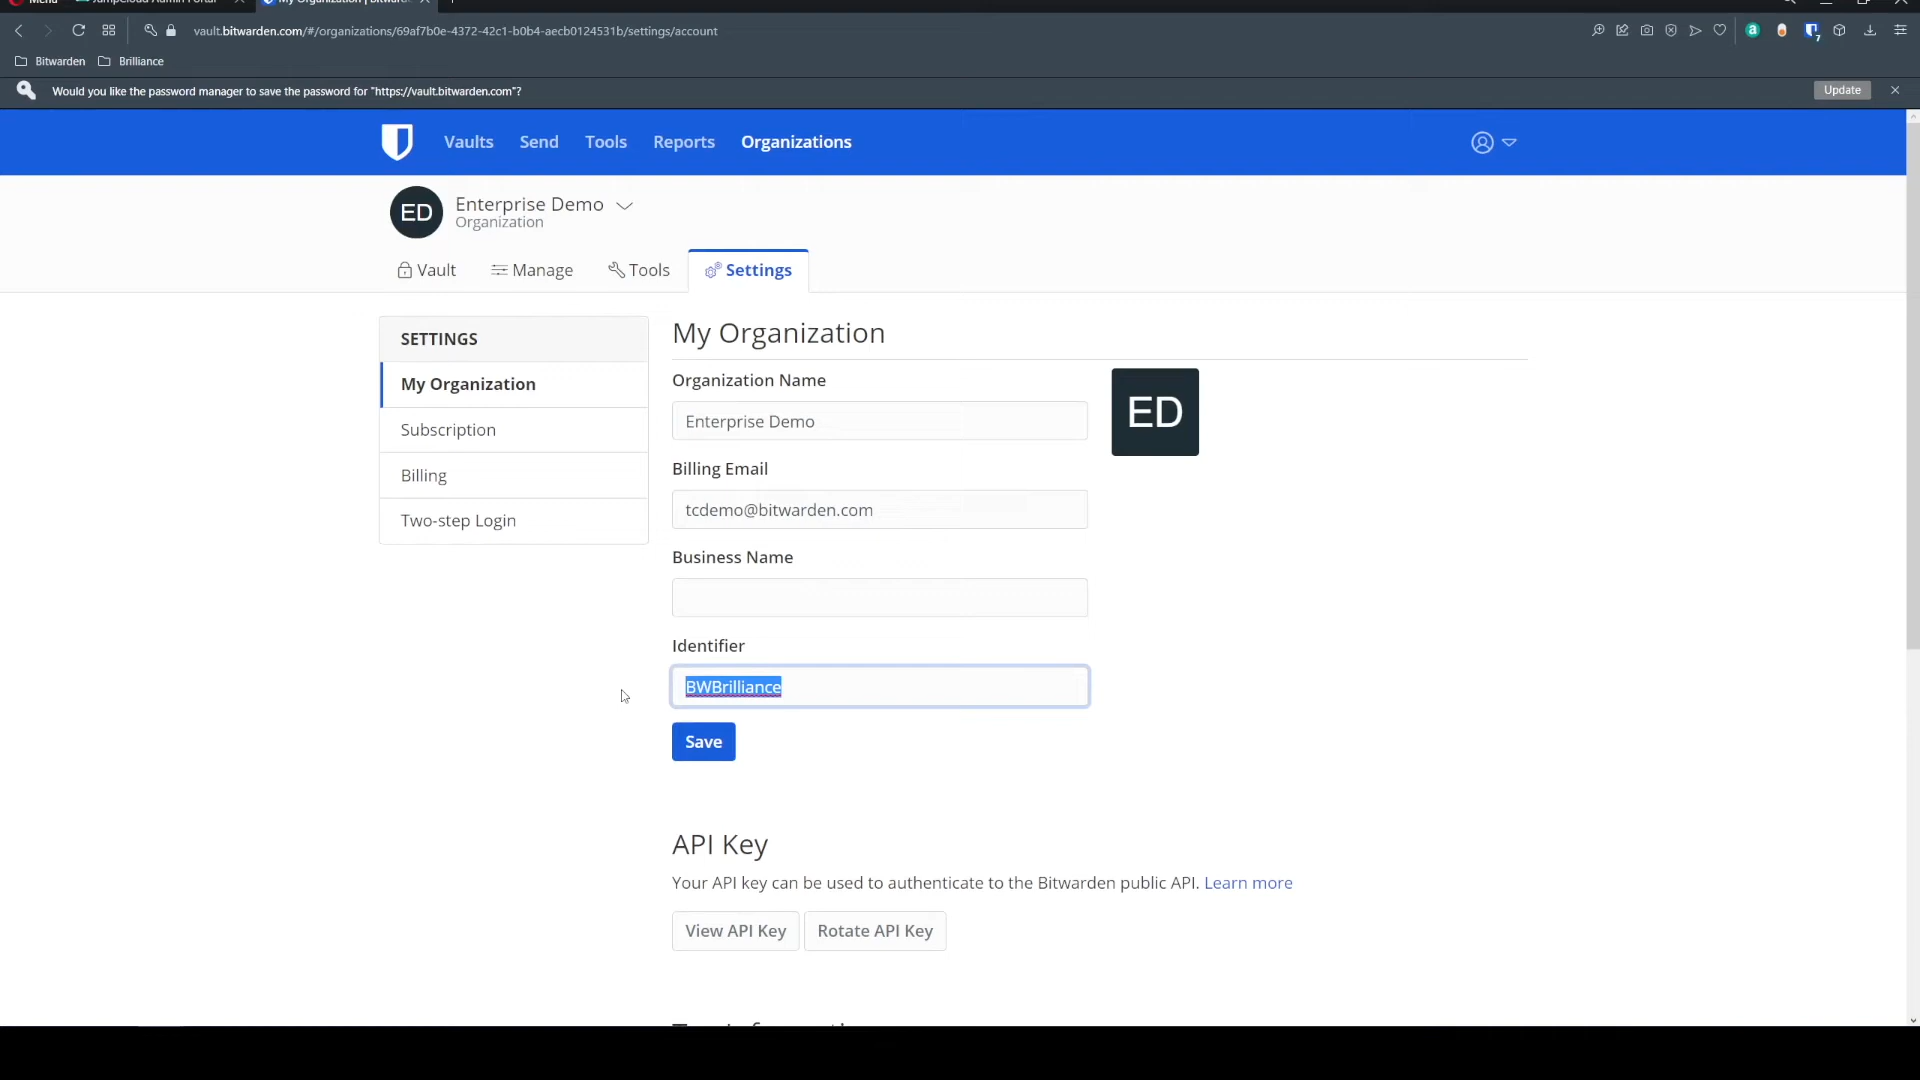 Menu JumpCloud Admin Portal My Organization | Bitwarde
vault.bitwarden.com/#/organizations/69af7b0e-4372-42c1-b0b4-aecb0124531b/settings/account
a 7
Bitwarden Brilliance
Would you like the password manager to save the password for "https://vault.bitwarden.com"? Update
Vaults Send Tools Reports Organizations
ED Enterprise Demo
Organization
Vault Manage Tools Settings
SETTINGS
My Organization
Subscription
Billing
Two-step Login
My Organization
Organization Name
Enterprise Demo
ED
Billing Email
tcdemo@bitwarden.com
Business Name
Identifier
BWBrilliance
Save
API Key
Your API key can be used to authenticate to the Bitwarden public API. Learn more
View API Key Rotate API Key